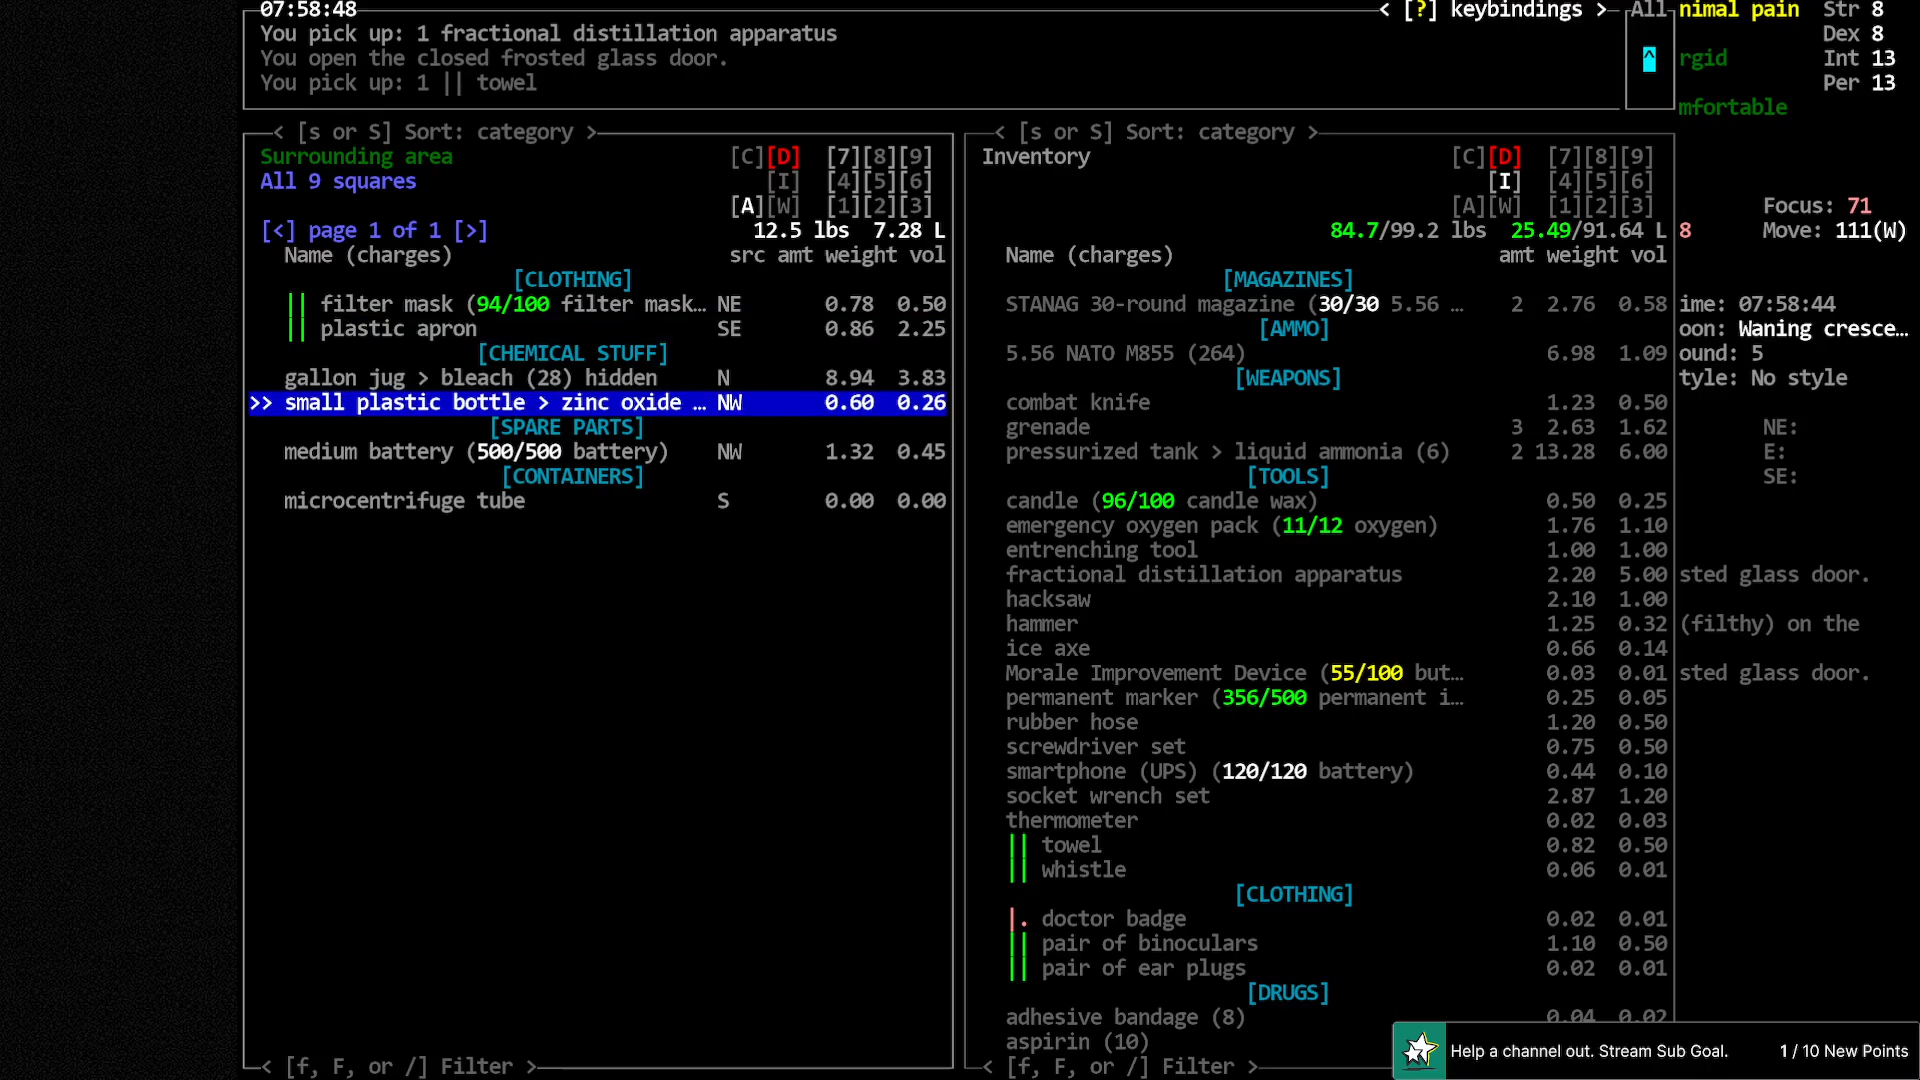 07:58:48 < [?] keybindings > All nimal pain Str 8
You pick up: 1 fractional distillation apparatus Dex 8
You open the closed frosted glass door. ^ rgid Int 13
You pick up: 1 || towel Per 13
mfortable
< [s or S] Sort: category > < [s or S] Sort: category >
Surrounding area [C][D] [7][8][9] Inventory [C][D] [7][8][9]
All 9 squares [I] [4][5][6] [I] [4][5][6]
[A][W] [1][2][3] [A][W] [1][2][3] Focus: 71
[<] page 1 of 1 [>] 12.5 lbs 7.28 L 84.7/99.2 lbs 25.49/91.64 L 8 Move: 111(W)
Name (charges) src amt weight vol Name (charges) amt weight vol
[CLOTHING] [MAGAZINES]
|| filter mask (94/100 filter mask… NE 0.78 0.50 STANAG 30-round magazine (30/30 5.56 … 2 2.76 0.58 ime: 07:58:44
|| plastic apron SE 0.86 2.25 [AMMO] oon: Waning cresce…
[CHEMICAL STUFF] 5.56 NATO M855 (264) 6.98 1.09 ound: 5
gallon jug > bleach (28) hidden N 8.94 3.83 [WEAPONS] tyle: No style
>> small plastic bottle > zinc oxide … NW 0.60 0.26 combat knife 1.23 0.50
[SPARE PARTS] grenade 3 2.63 1.62 NE:
medium battery (500/500 battery) NW 1.32 0.45 pressurized tank > liquid ammonia (6) 2 13.28 6.00 E:
[CONTAINERS] [TOOLS] SE:
microcentrifuge tube S 0.00 0.00 candle (96/100 candle wax) 0.50 0.25
emergency oxygen pack (11/12 oxygen) 1.76 1.10
entrenching tool 1.00 1.00
fractional distillation apparatus 2.20 5.00 sted glass door.
hacksaw 2.10 1.00
hammer 1.25 0.32 (filthy) on the
ice axe 0.66 0.14
Morale Improvement Device (55/100 but… 0.03 0.01 sted glass door.
permanent marker (356/500 permanent i… 0.25 0.05
rubber hose 1.20 0.50
screwdriver set 0.75 0.50
smartphone (UPS) (120/120 battery) 0.44 0.10
socket wrench set 2.87 1.20
thermometer 0.02 0.03
|| towel 0.82 0.50
|| whistle 0.06 0.01
[CLOTHING]
|. doctor badge 0.02 0.01
|| pair of binoculars 1.10 0.50
|| pair of ear plugs 0.02 0.01
[DRUGS]
adhesive bandage (8) 0.04 0.02
aspirin (10)
< [f, F, or /] Filter > < [f, F, or /] Filter >
Help a channel out. Stream Sub Goal. 1 / 10 New Points